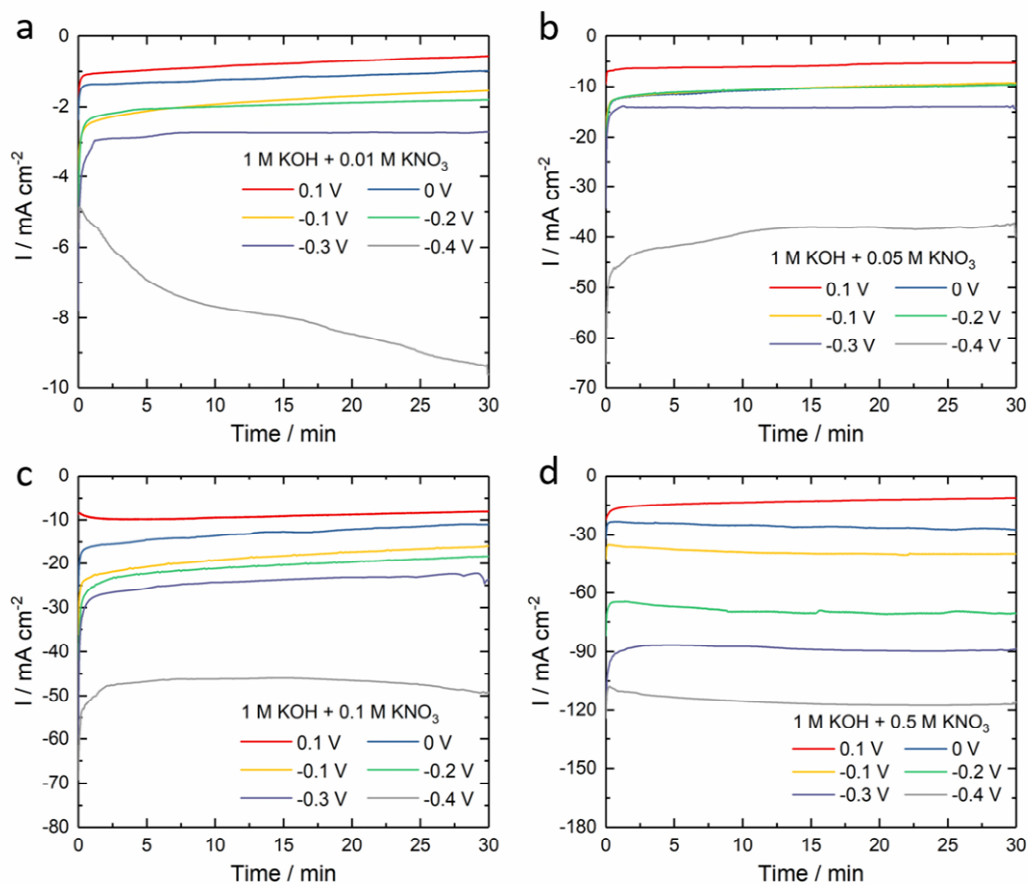 a
I / mA cm⁻²
0
-2
-4
-6
-8
-10
1 M KOH + 0.01 M KNO₃
0.1 V 0 V
-0.1 V -0.2 V
-0.3 V -0.4 V
0 5 10 15 20 25 30
Time / min
b
I / mA cm⁻²
0
-10
-20
-30
-40
-50
-60
-70
1 M KOH + 0.05 M KNO₃
0.1 V 0 V
-0.1 V -0.2 V
-0.3 V -0.4 V
0 5 10 15 20 25 30
Time / min
c
I / mA cm⁻²
0
-10
-20
-30
-40
-50
-60
-70
-80
1 M KOH + 0.1 M KNO₃
0.1 V 0 V
-0.1 V -0.2 V
-0.3 V -0.4 V
0 5 10 15 20 25 30
Time / min
d
I / mA cm⁻²
0
-30
-60
-90
-120
-150
-180
1 M KOH + 0.5 M KNO₃
0.1 V 0 V
-0.1 V -0.2 V
-0.3 V -0.4 V
0 5 10 15 20 25 30
Time / min